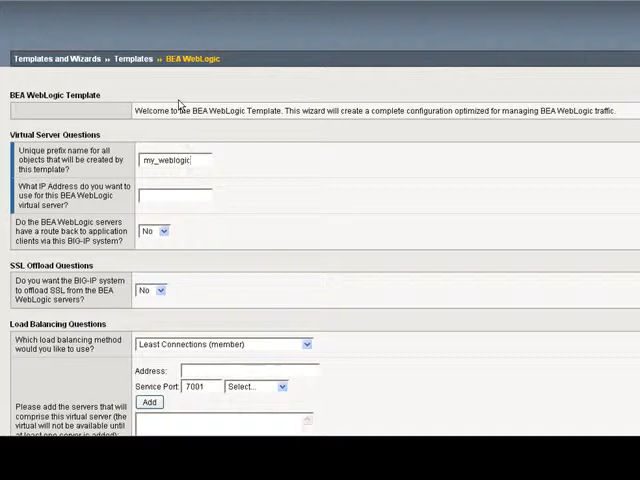 Templates and Wizards ›› Templates ›› BEA WebLogic
BEA WebLogic Template
Welcome to the BEA WebLogic Template. This wizard will create a complete configuration optimized for managing BEA WebLogic traffic.
Virtual Server Questions
Unique prefix name for all
objects that will be created by
this template?
my_weblogic
What IP Address do you want to
use for this BEA WebLogic
virtual server?
Do the BEA WebLogic servers
have a route back to application
clients via this BIG-IP system?
No
SSL Offload Questions
Do you want the BIG-IP system
to offload SSL from the BEA
WebLogic servers?
No
Load Balancing Questions
Which load balancing method
would you like to use?
Least Connections (member)
Address:
Service Port: 7001 Select...
Add
Please add the servers that will
comprise this virtual server (the
virtual will not be available until
at least one server is added):